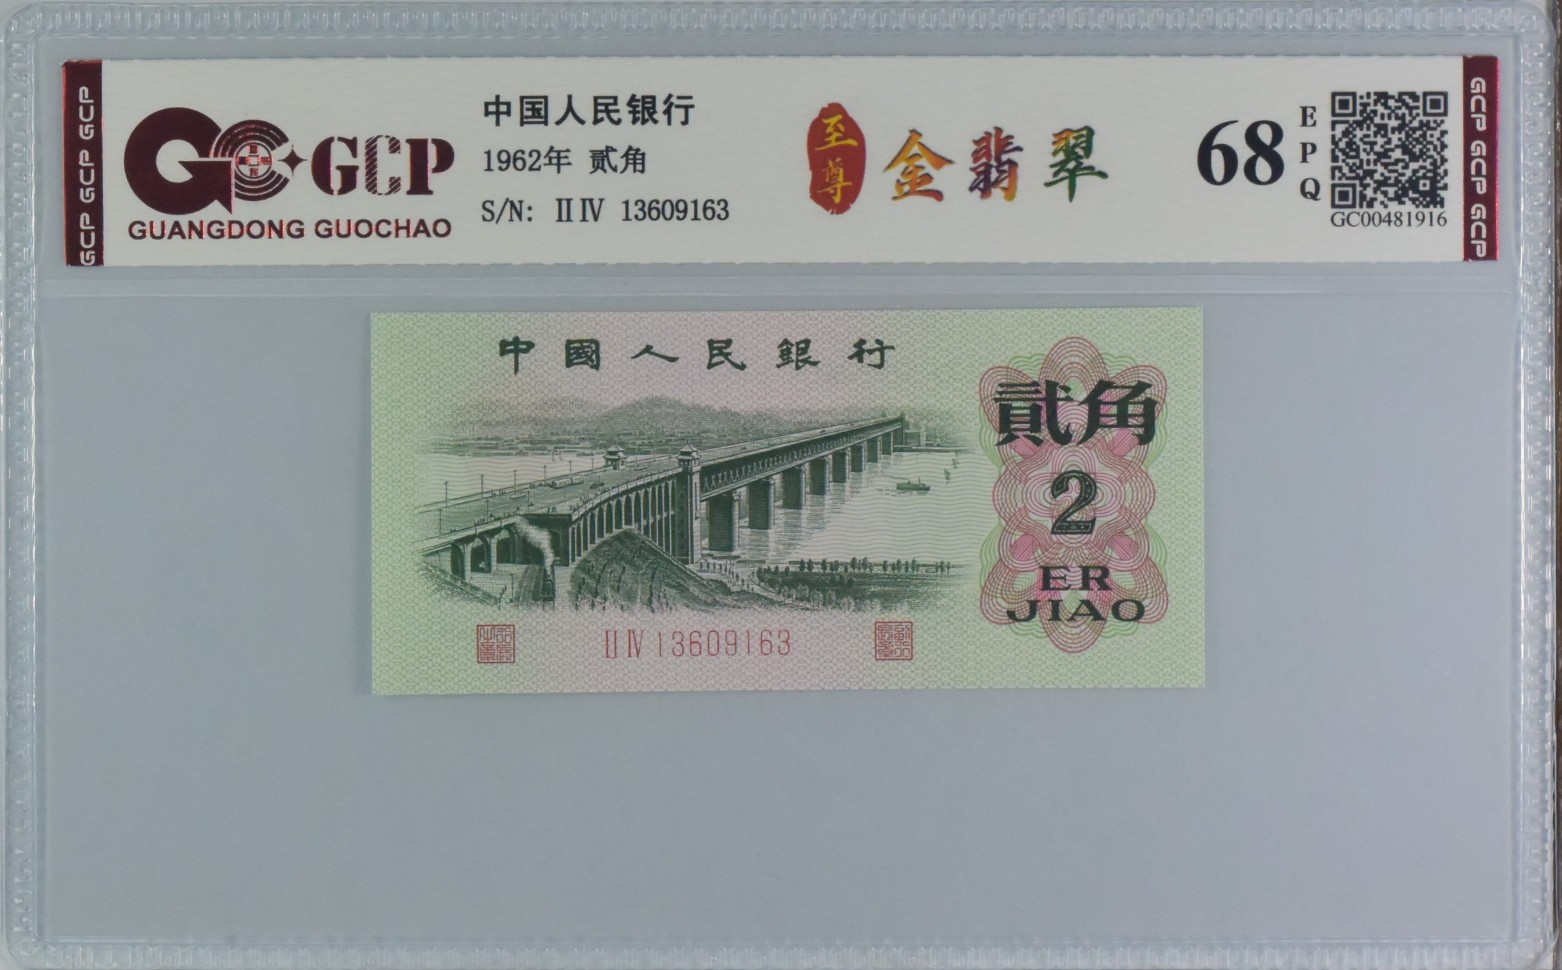 GCP GCP GCP
GCP
GUANGDONG GUOCHAO
中国人民银行
1962年 贰角
S/N: ⅡⅣ 13609163
至尊
金翡翠
68
EPQ
GC00481916
GCP GCP GCP
中國人民銀行
貳角
2
ER
JIAO
ⅡⅣ13609163